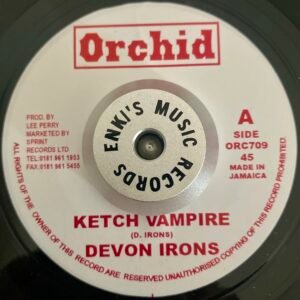 Orchid
PROD. BY
LEE PERRY
MARKETED BY
SPRINT
RECORDS LTD.
TEL:0181 961 1953
FAX:0181 961 5455
A
SIDE
ORC709
45
MADE IN
JAMAICA
ENKI'S MUSIC RECORDS
KETCH VAMPIRE
(D. IRONS)
DEVON IRONS
ALL RIGHTS OF THE OWNER OF THIS RECORD ARE RESERVED UNAUTHORISED COPYING OF THIS RECORD PROHIBITED